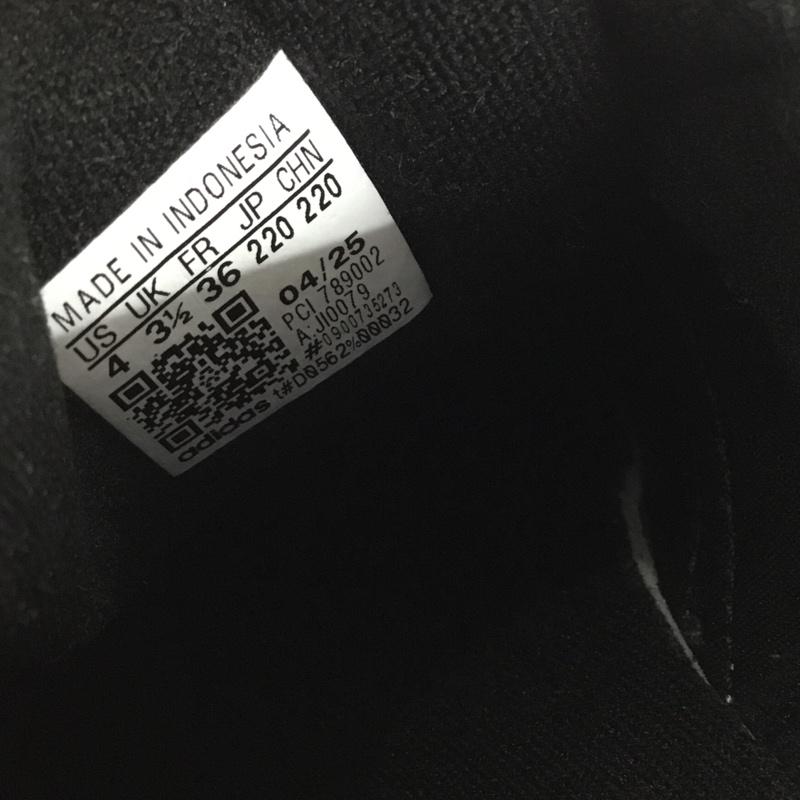 MADE IN INDONESIA
US UK FR JP CHN
4 3½ 36 220 220
04/25
PCI 789002
A:JI0079
#0900735273
adidas t#D0562%00032